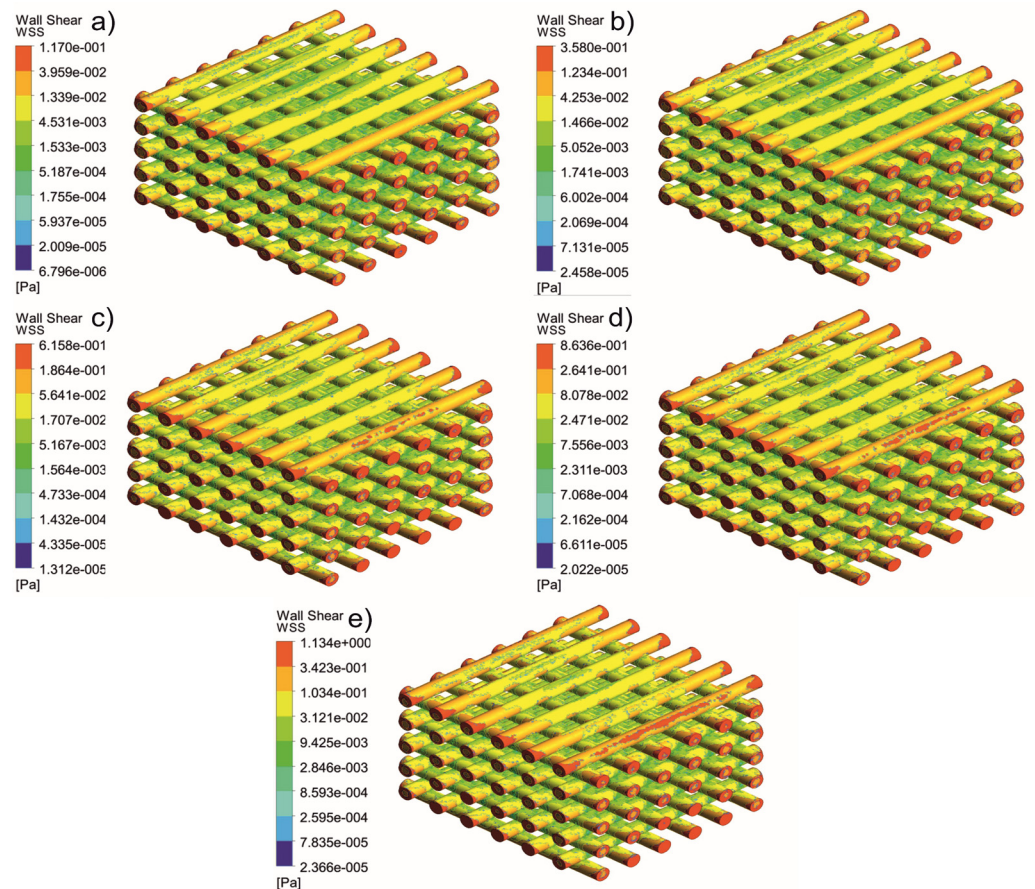 Wall Shear
WSS
a)
1.170e-001
3.959e-002
1.339e-002
4.531e-003
1.533e-003
5.187e-004
1.755e-004
5.937e-005
2.009e-005
6.796e-006
[Pa]
Wall Shear
WSS
b)
3.580e-001
1.234e-001
4.253e-002
1.466e-002
5.052e-003
1.741e-003
6.002e-004
2.069e-004
7.131e-005
2.458e-005
[Pa]
Wall Shear
WSS
c)
6.158e-001
1.864e-001
5.641e-002
1.707e-002
5.167e-003
1.564e-003
4.733e-004
1.432e-004
4.335e-005
1.312e-005
[Pa]
Wall Shear
WSS
d)
8.636e-001
2.641e-001
8.078e-002
2.471e-002
7.556e-003
2.311e-003
7.068e-004
2.162e-004
6.611e-005
2.022e-005
[Pa]
Wall Shear
WSS
e)
1.134e+000
3.423e-001
1.034e-001
3.121e-002
9.425e-003
2.846e-003
8.593e-004
2.595e-004
7.835e-005
2.366e-005
[Pa]